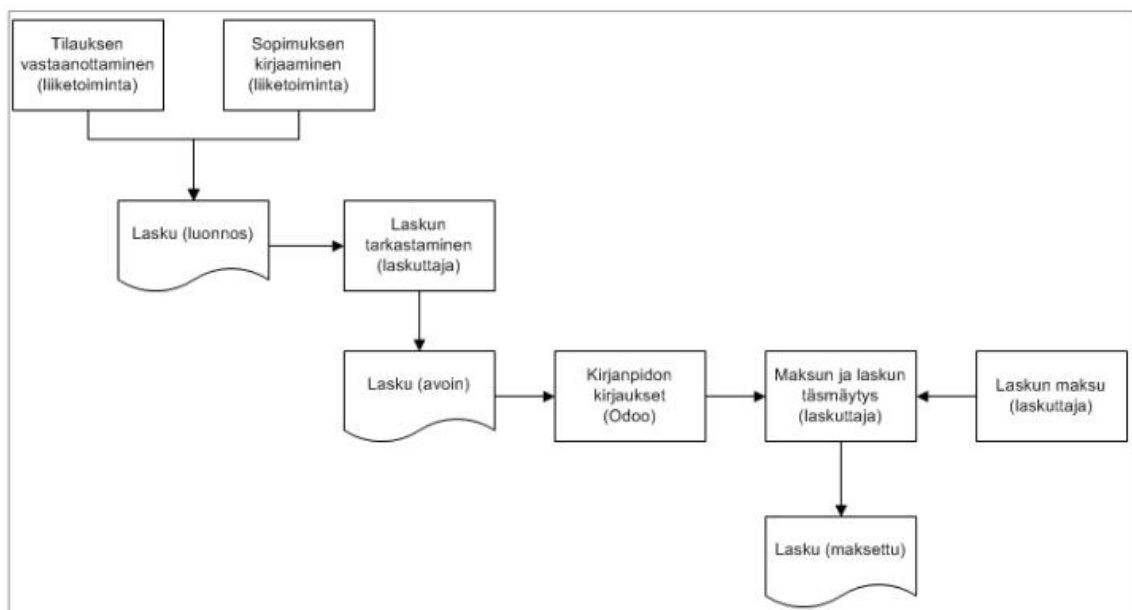 Tilauksen
vastaanottaminen
(liiketoiminta)
Sopimuksen
kirjaaminen
(liiketoiminta)
Lasku (luonnos)
Laskun
tarkastaminen
(laskuttaja)
Lasku (avoin)
Kirjanpidon
kirjaukset
(Odoo)
Maksun ja laskun
täsmäytys
(laskuttaja)
Laskun maksu
(laskuttaja)
Lasku (maksettu)